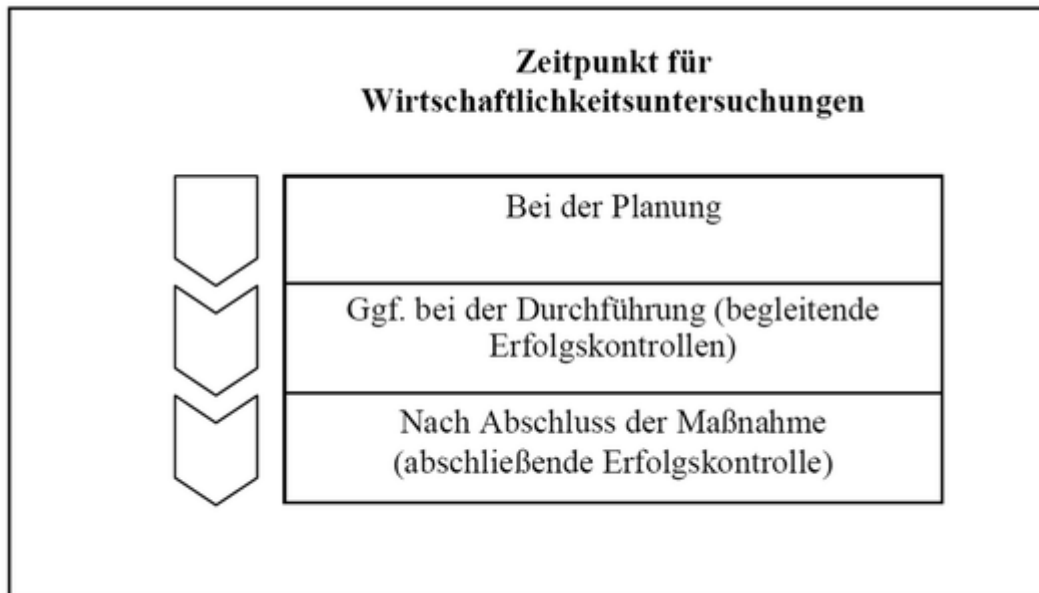 Zeitpunkt für
Wirtschaftlichkeitsuntersuchungen
Bei der Planung
Ggf. bei der Durchführung (begleitende
Erfolgskontrollen)
Nach Abschluss der Maßnahme
(abschließende Erfolgskontrolle)